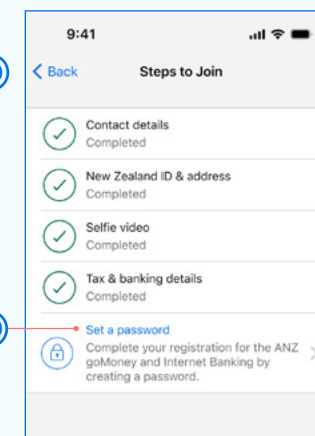 9:41
Back
Steps to Join
Contact details
Completed
New Zealand ID & address
Completed
Selfie video
Completed
Tax & banking details
Completed
Set a password
Complete your registration for the ANZ
goMoney and Internet Banking by
creating a password.